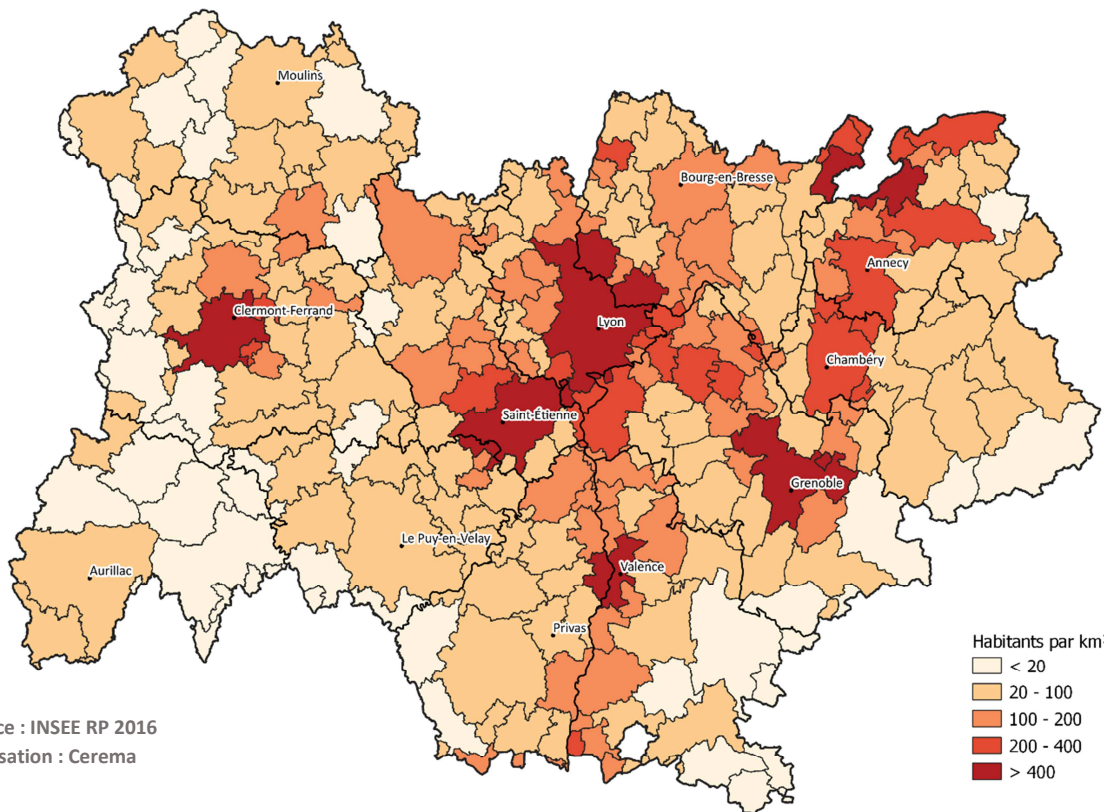 Moulins
Bourg-en-Bresse
Annecy
Clermont-Ferrand
Lyon
Chambéry
Saint-Étienne
Grenoble
Le Puy-en-Velay
Valence
Aurillac
Privas
Habitants par km
< 20
20 - 100
100 - 200
200 - 400
> 400
ce : INSEE RP 2016
sation : Cerema